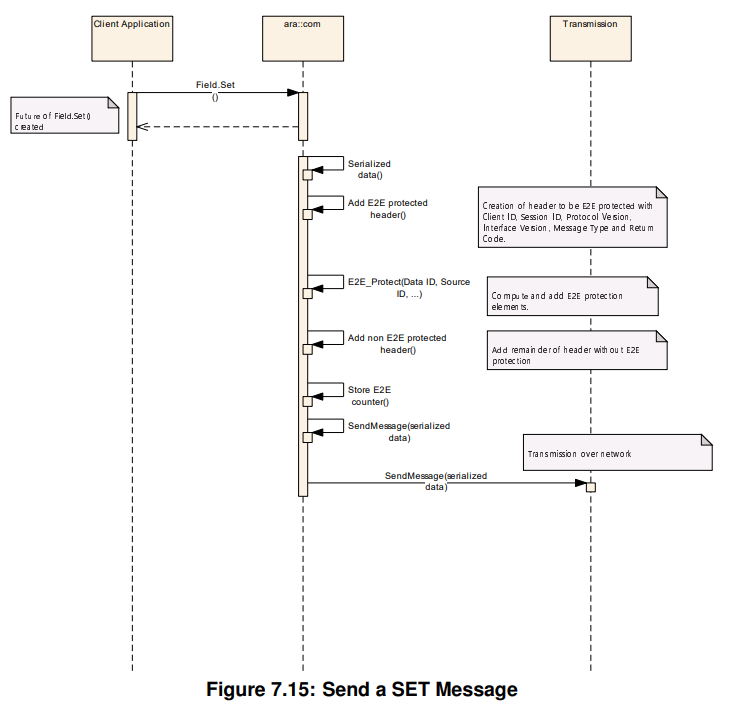 Client Application
ara::com
Transmission
Field.Set
()
Future of Field.Set()
created
Serialized
data()
Add E2E protected
header()
Creation of header to be E2E protected with
Client ID, Session ID, Protocol Version,
Interface Version, Message Type and Return
Code.
E2E_Protect(Data ID, Source
ID, ...)
Compute and add E2E protection
elements.
Add non E2E protected
header()
Add remainder of header without E2E
protection
Store E2E
counter()
SendMessage(serialized
data)
Transmission over network
SendMessage(serialized
data)
Figure 7.15: Send a SET Message